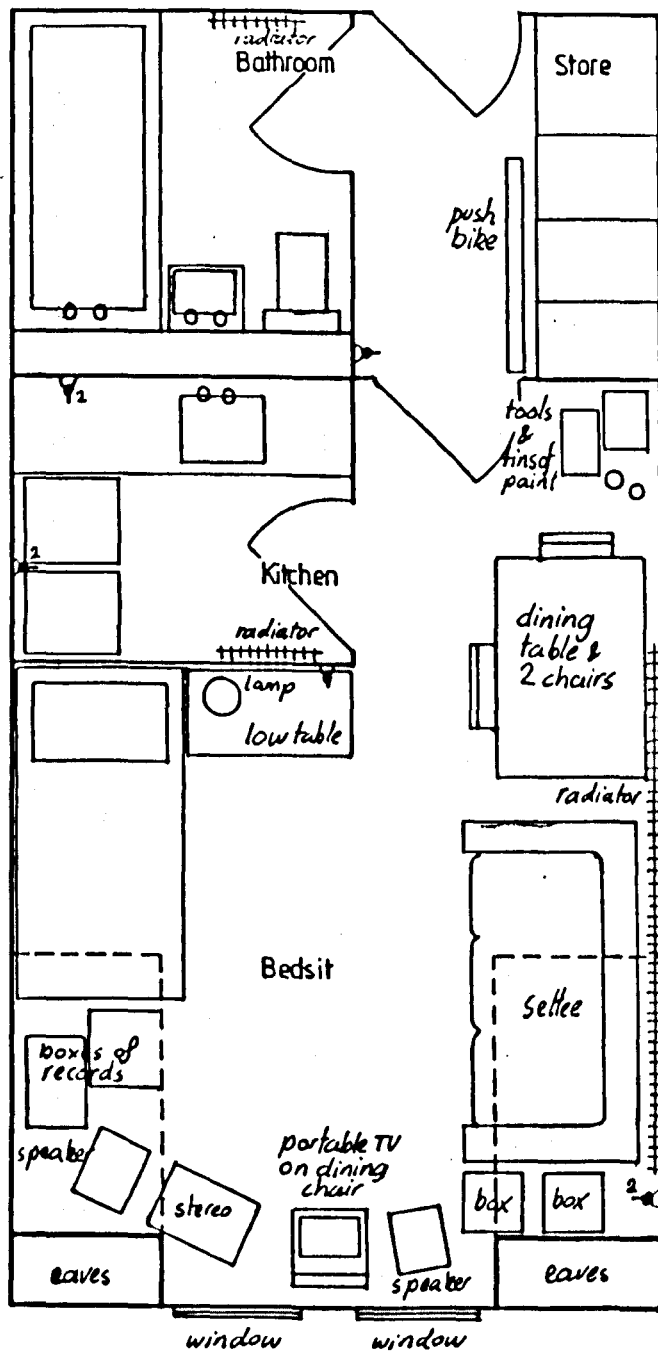 radiator
Bathroom
Store
push
bike
2
tools
&
tins of
paint
2
Kitchen
radiator
dining
table &
2 chairs
lamp
low table
radiator
Bedsit
settee
boxes of
records
speaker
portable TV
on dining
chair
stereo
box
box
2
eaves
speaker
eaves
window
window